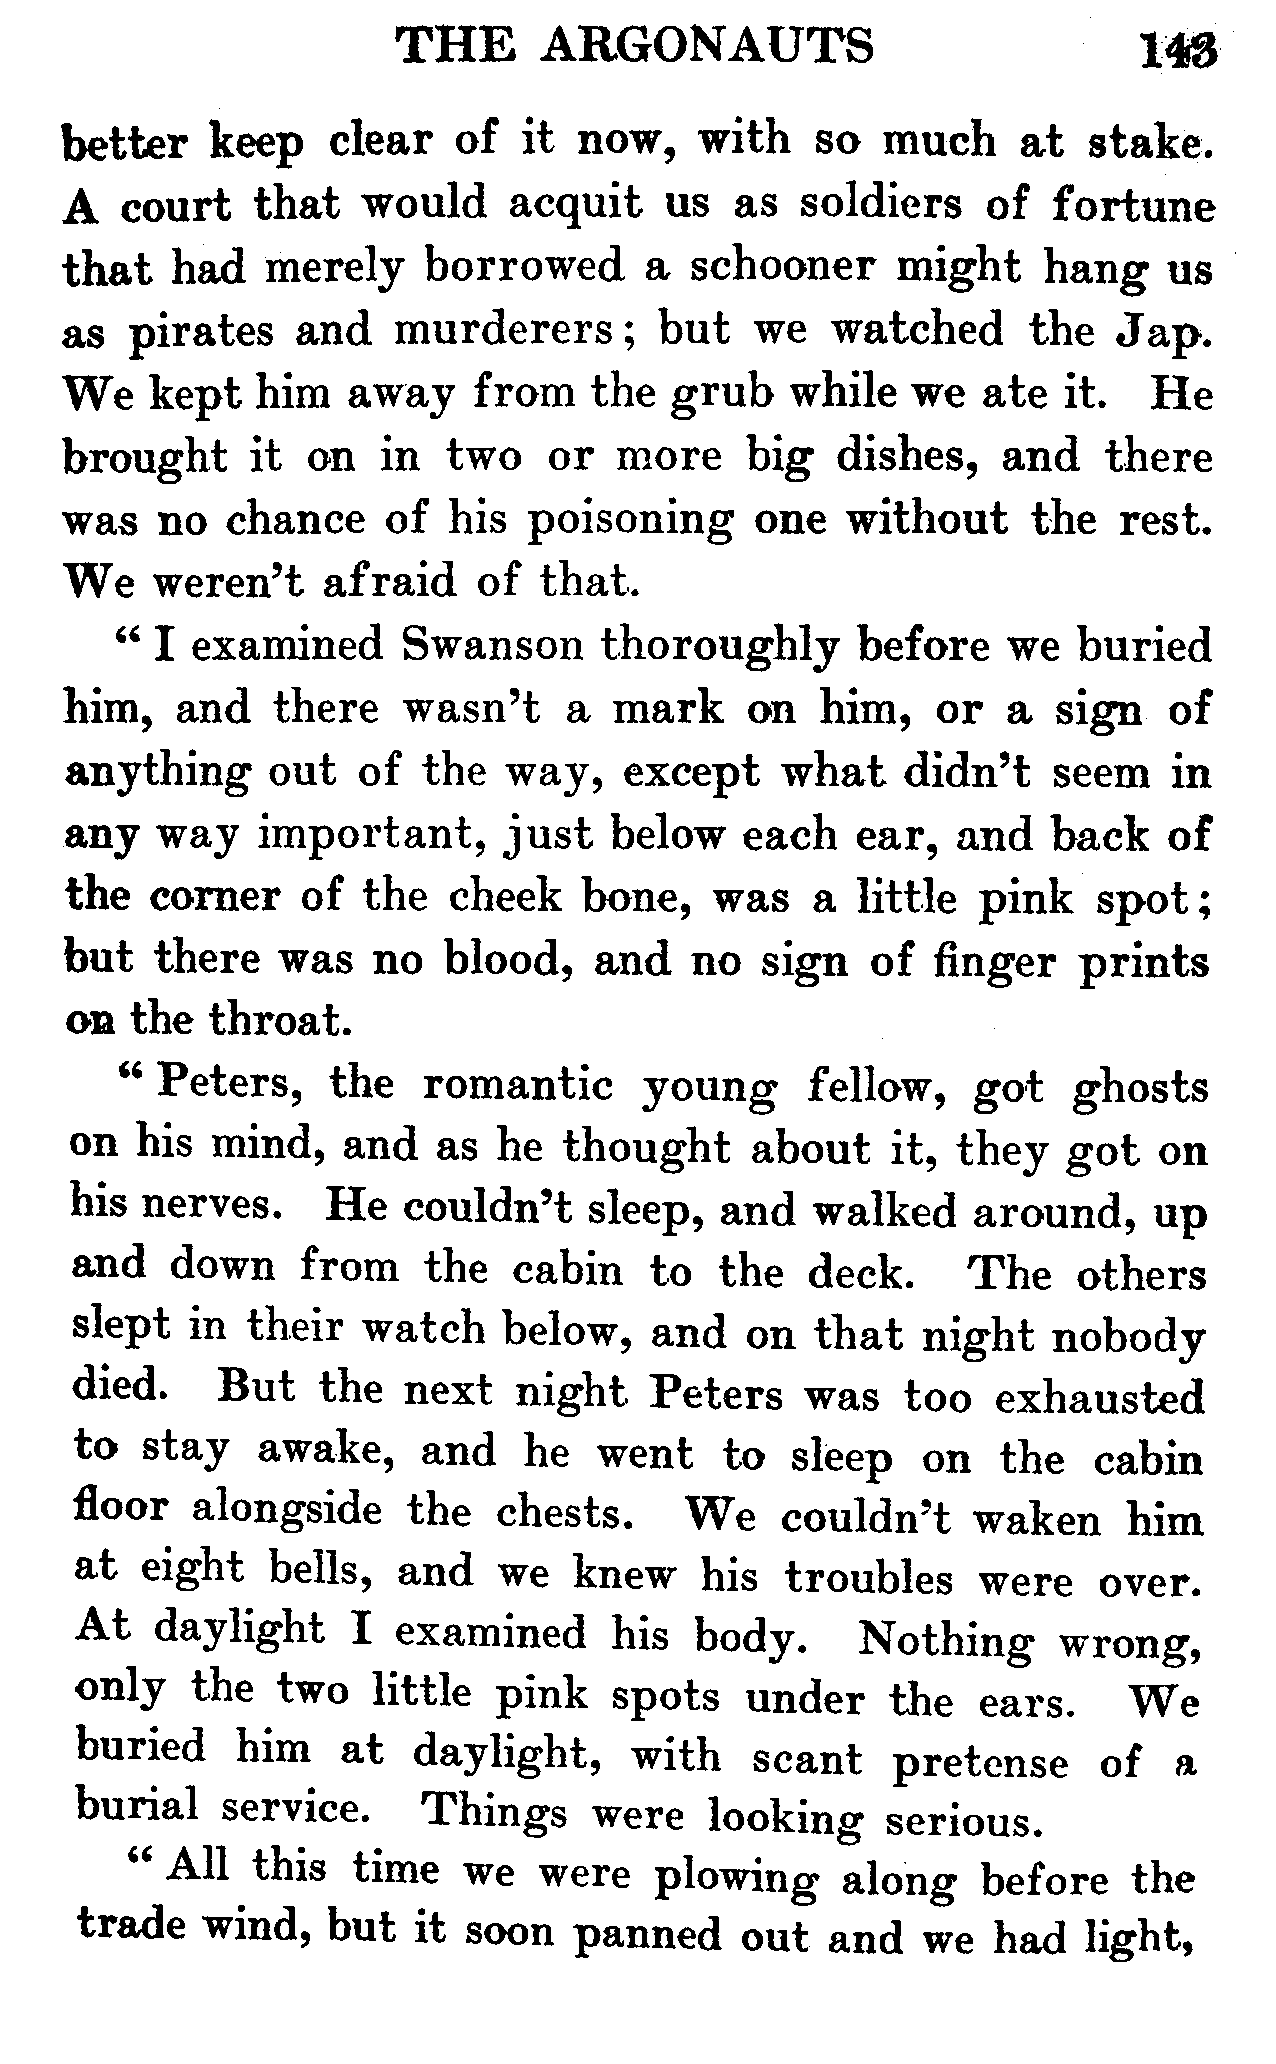 THE ARGONAUTS 143
better keep clear of it now, with so much at stake.
A court that would acquit us as soldiers of fortune
that had merely borrowed a schooner might hang us
as pirates and murderers; but we watched the Jap.
We kept him away from the grub while we ate it. He
brought it on in two or more big dishes, and there
was no chance of his poisoning one without the rest.
We weren't afraid of that.
“ I examined Swanson thoroughly before we buried
him, and there wasn't a mark on him, or a sign of
anything out of the way, except what didn't seem in
any way important, just below each ear, and back of
the corner of the cheek bone, was a little pink spot;
but there was no blood, and no sign of finger prints
on the throat.
“ Peters, the romantic young fellow, got ghosts
on his mind, and as he thought about it, they got on
his nerves. He couldn't sleep, and walked around, up
and down from the cabin to the deck. The others
slept in their watch below, and on that night nobody
died. But the next night Peters was too exhausted
to stay awake, and he went to sleep on the cabin
floor alongside the chests. We couldn't waken him
at eight bells, and we knew his troubles were over.
At daylight I examined his body. Nothing wrong,
only the two little pink spots under the ears. We
buried him at daylight, with scant pretense of a
burial service. Things were looking serious.
“ All this time we were plowing along before the
trade wind, but it soon panned out and we had light,